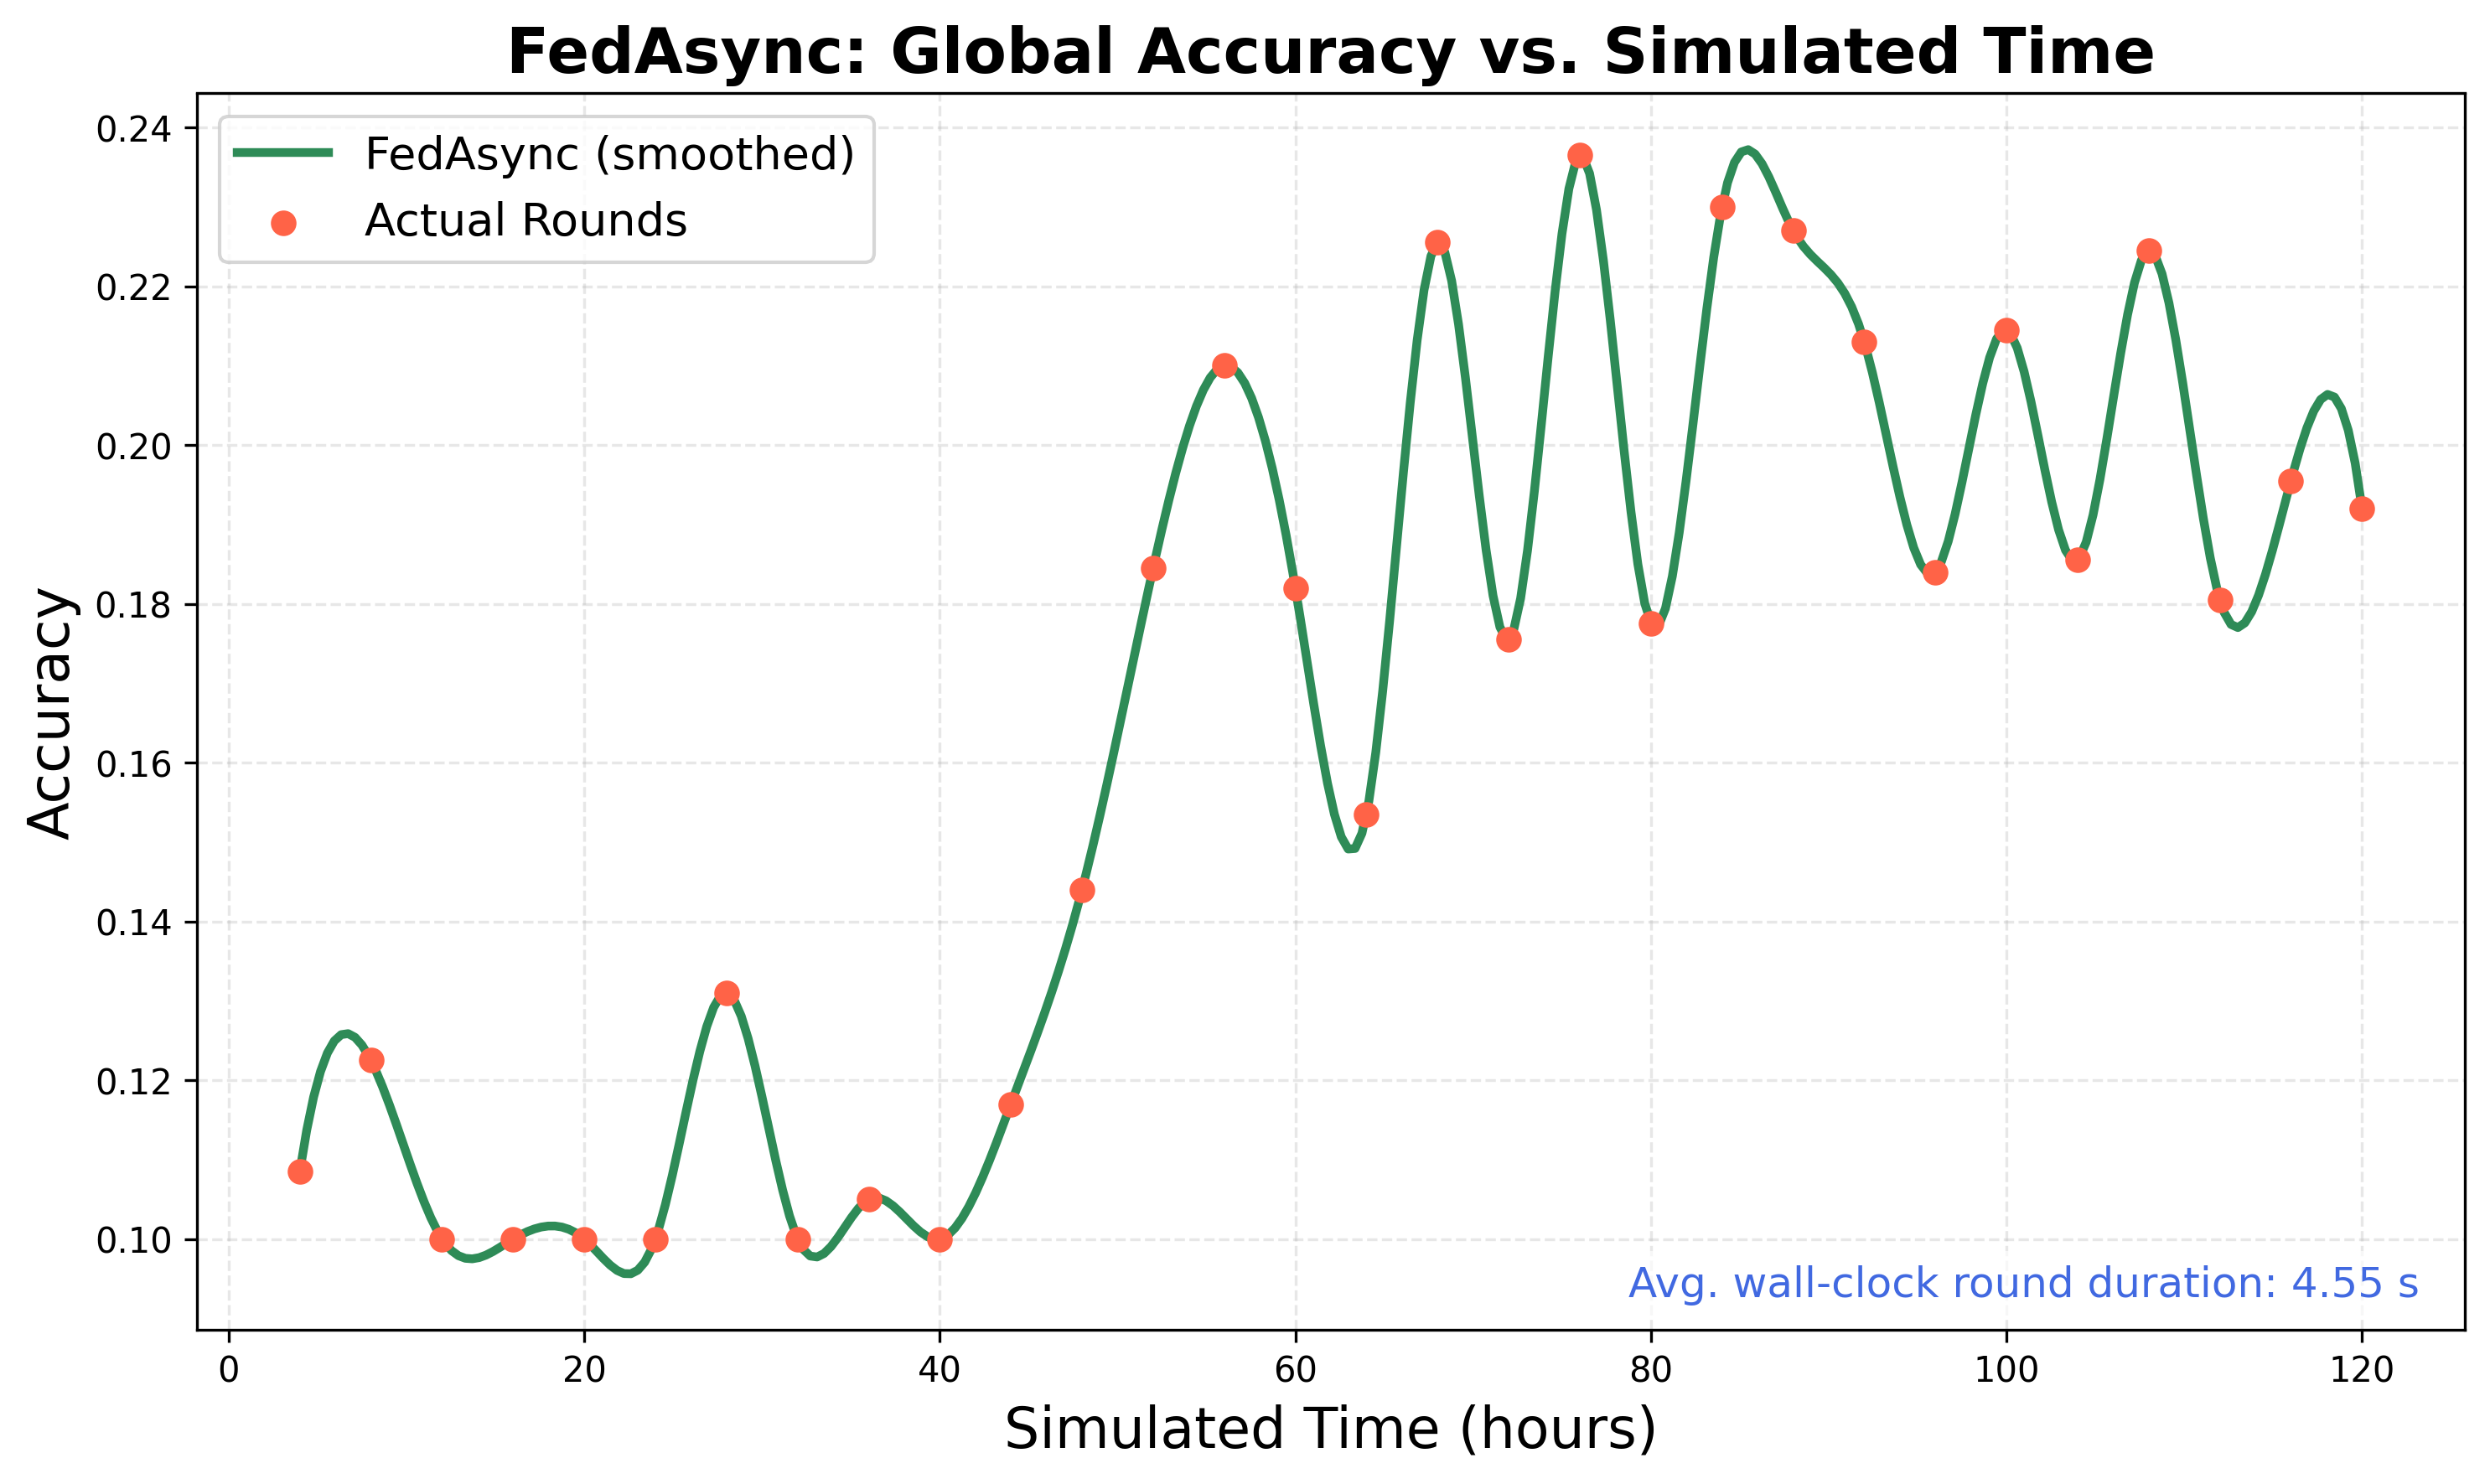 FedAsync: Global Accuracy vs. Simulated Time
FedAsync (smoothed)
Actual Rounds
Accuracy
0.24
0.22
0.20
0.18
0.16
0.14
0.12
0.10
Avg. wall-clock round duration: 4.55 s
0 20 40 60 80 100 120
Simulated Time (hours)